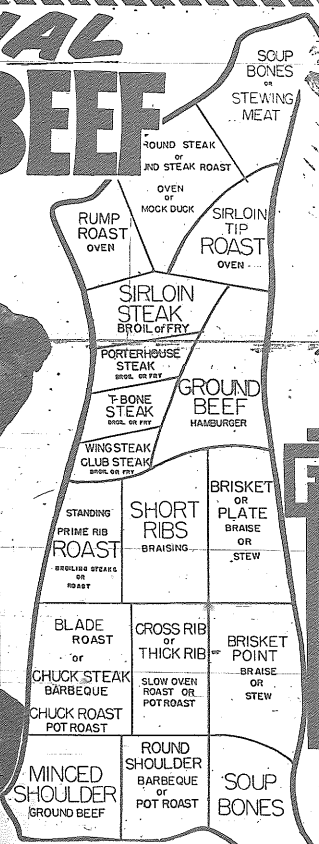 BEEF
SOUP
BONES
OR
STEWING
MEAT
ROUND STEAK
or
STEAK ROAST
OVEN
or
MOCK DUCK
RUMP
ROAST
OVEN
SIRLOIN
TIP
ROAST
OVEN
SIRLOIN
STEAK
BROIL or FRY
PORTERHOUSE
STEAK
BROIL OR FRY
T-BONE
STEAK
BROIL OR FRY
WING STEAK
CLUB STEAK
BROIL OR FRY
GROUND
BEEF
HAMBURGER
STANDING
PRIME RIB
ROAST
BROILING STEAKS
OR
ROAST
SHORT
RIBS
BRAISING
BRISKET
OR
PLATE
BRAISE
OR
STEW
BLADE
ROAST
or
CHUCK STEAK
BARBEQUE
CHUCK ROAST
POT ROAST
CROSS RIB
or
THICK RIB
SLOW OVEN
ROAST OR
POT ROAST
BRISKET
POINT
BRAISE
OR
STEW
MINCED
SHOULDER
GROUND BEEF
ROUND
SHOULDER
BARBEQUE
or
POT ROAST
SOUP
BONES